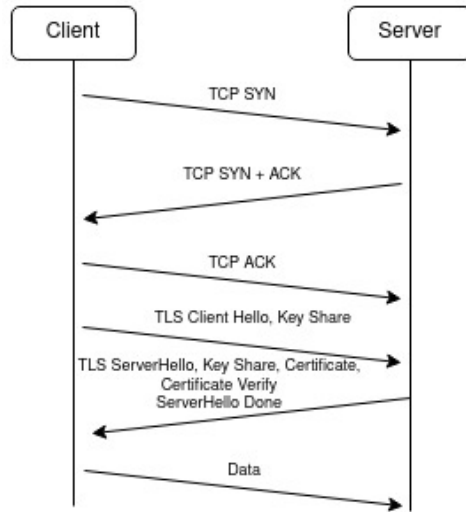 Client
Server
TCP SYN
TCP SYN + ACK
TCP ACK
TLS Client Hello, Key Share
TLS ServerHello, Key Share, Certificate,
Certificate Verify
ServerHello Done
Data